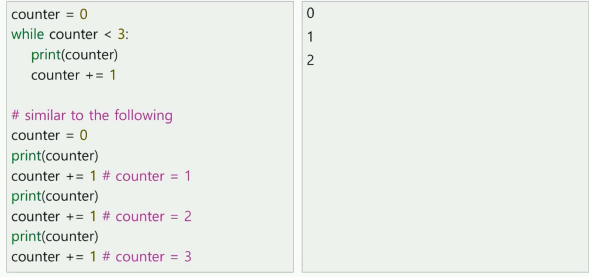 counter = 0
while counter < 3:
    print(counter)
    counter += 1

# similar to the following
counter = 0
print(counter)
counter += 1 # counter = 1
print(counter)
counter += 1 # counter = 2
print(counter)
counter += 1 # counter = 3
0
1
2